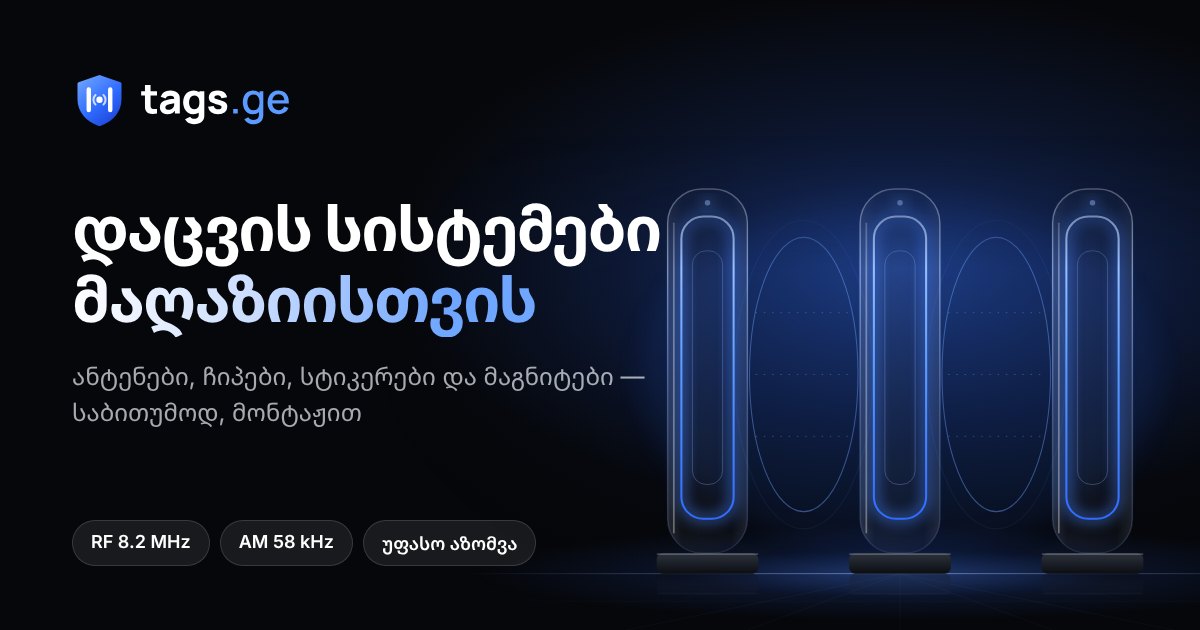 tags.ge
დაცვის სისტემები
მაღაზიისთვის
ანტენები, ჩიპები, სტიკერები და მაგნიტები —
საბითუმოდ, მონტაჟით
RF 8.2 MHz
AM 58 kHz
უფასო აზომვა